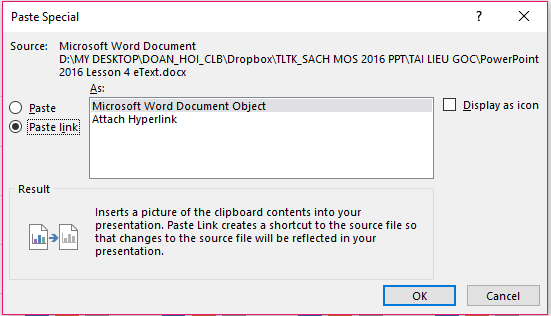 Paste Special
Source: Microsoft Word Document
D:\MY DESKTOP\DOAN_HOI_CLB\Dropbox\TLTK_SACH MOS 2016 PPT\TAI LIEU GOC\PowerPoint
2016 Lesson 4 eText.docx
As:
Paste
Paste link
Microsoft Word Document Object
Attach Hyperlink
Display as icon
Result
Inserts a picture of the clipboard contents into your
presentation. Paste Link creates a shortcut to the source file so
that changes to the source file will be reflected in your
presentation.
OK
Cancel